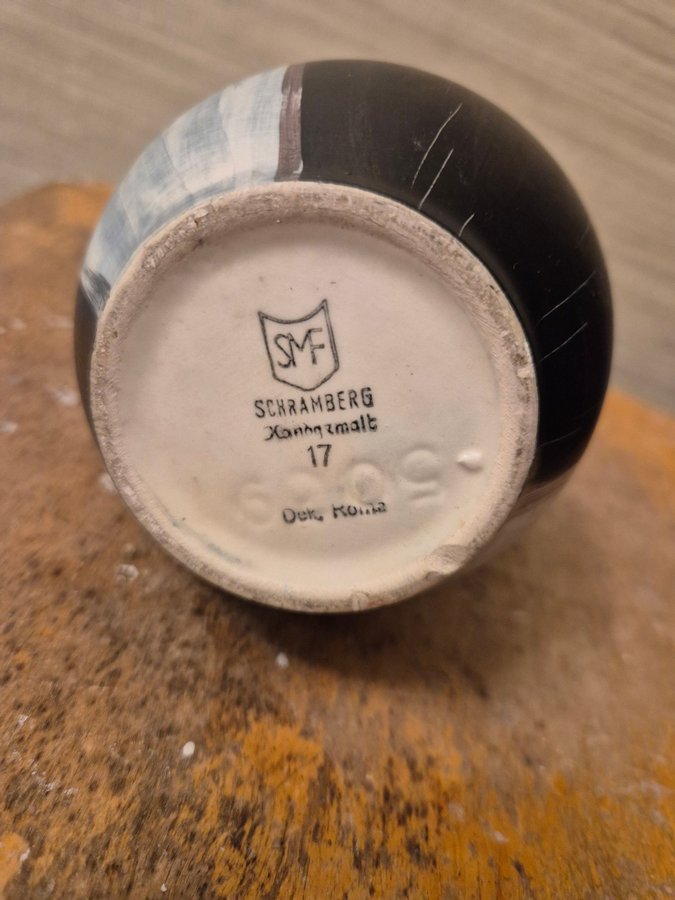 SMF
SCHRAMBERG
Handgemalt
17
Dek. Roma